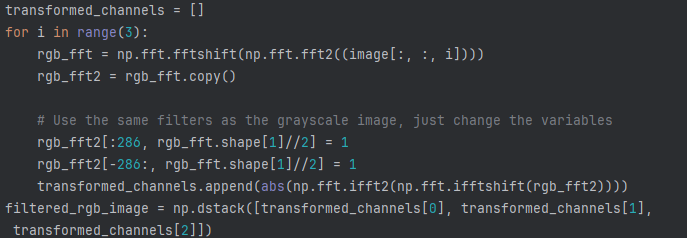 transformed_channels = []
for i in range(3):
    rgb_fft = np.fft.fftshift(np.fft.fft2((image[:, :, i])))
    rgb_fft2 = rgb_fft.copy()

    # Use the same filters as the grayscale image, just change the variables
    rgb_fft2[:286, rgb_fft.shape[1]//2] = 1
    rgb_fft2[-286:, rgb_fft.shape[1]//2] = 1
    transformed_channels.append(abs(np.fft.ifft2(np.fft.ifftshift(rgb_fft2))))
filtered_rgb_image = np.dstack([transformed_channels[0], transformed_channels[1],
 transformed_channels[2]])